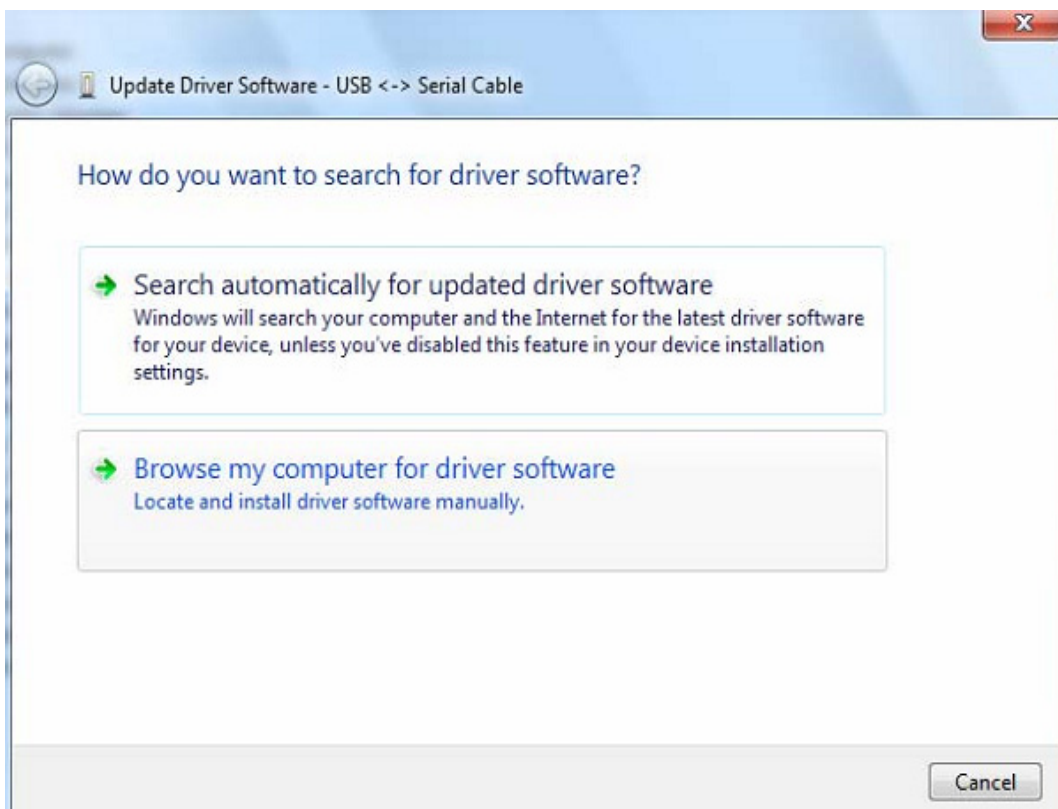 X
Update Driver Software - USB <-> Serial Cable
How do you want to search for driver software?
Search automatically for updated driver software
Windows will search your computer and the Internet for the latest driver software
for your device, unless you've disabled this feature in your device installation
settings.
Browse my computer for driver software
Locate and install driver software manually.
Cancel